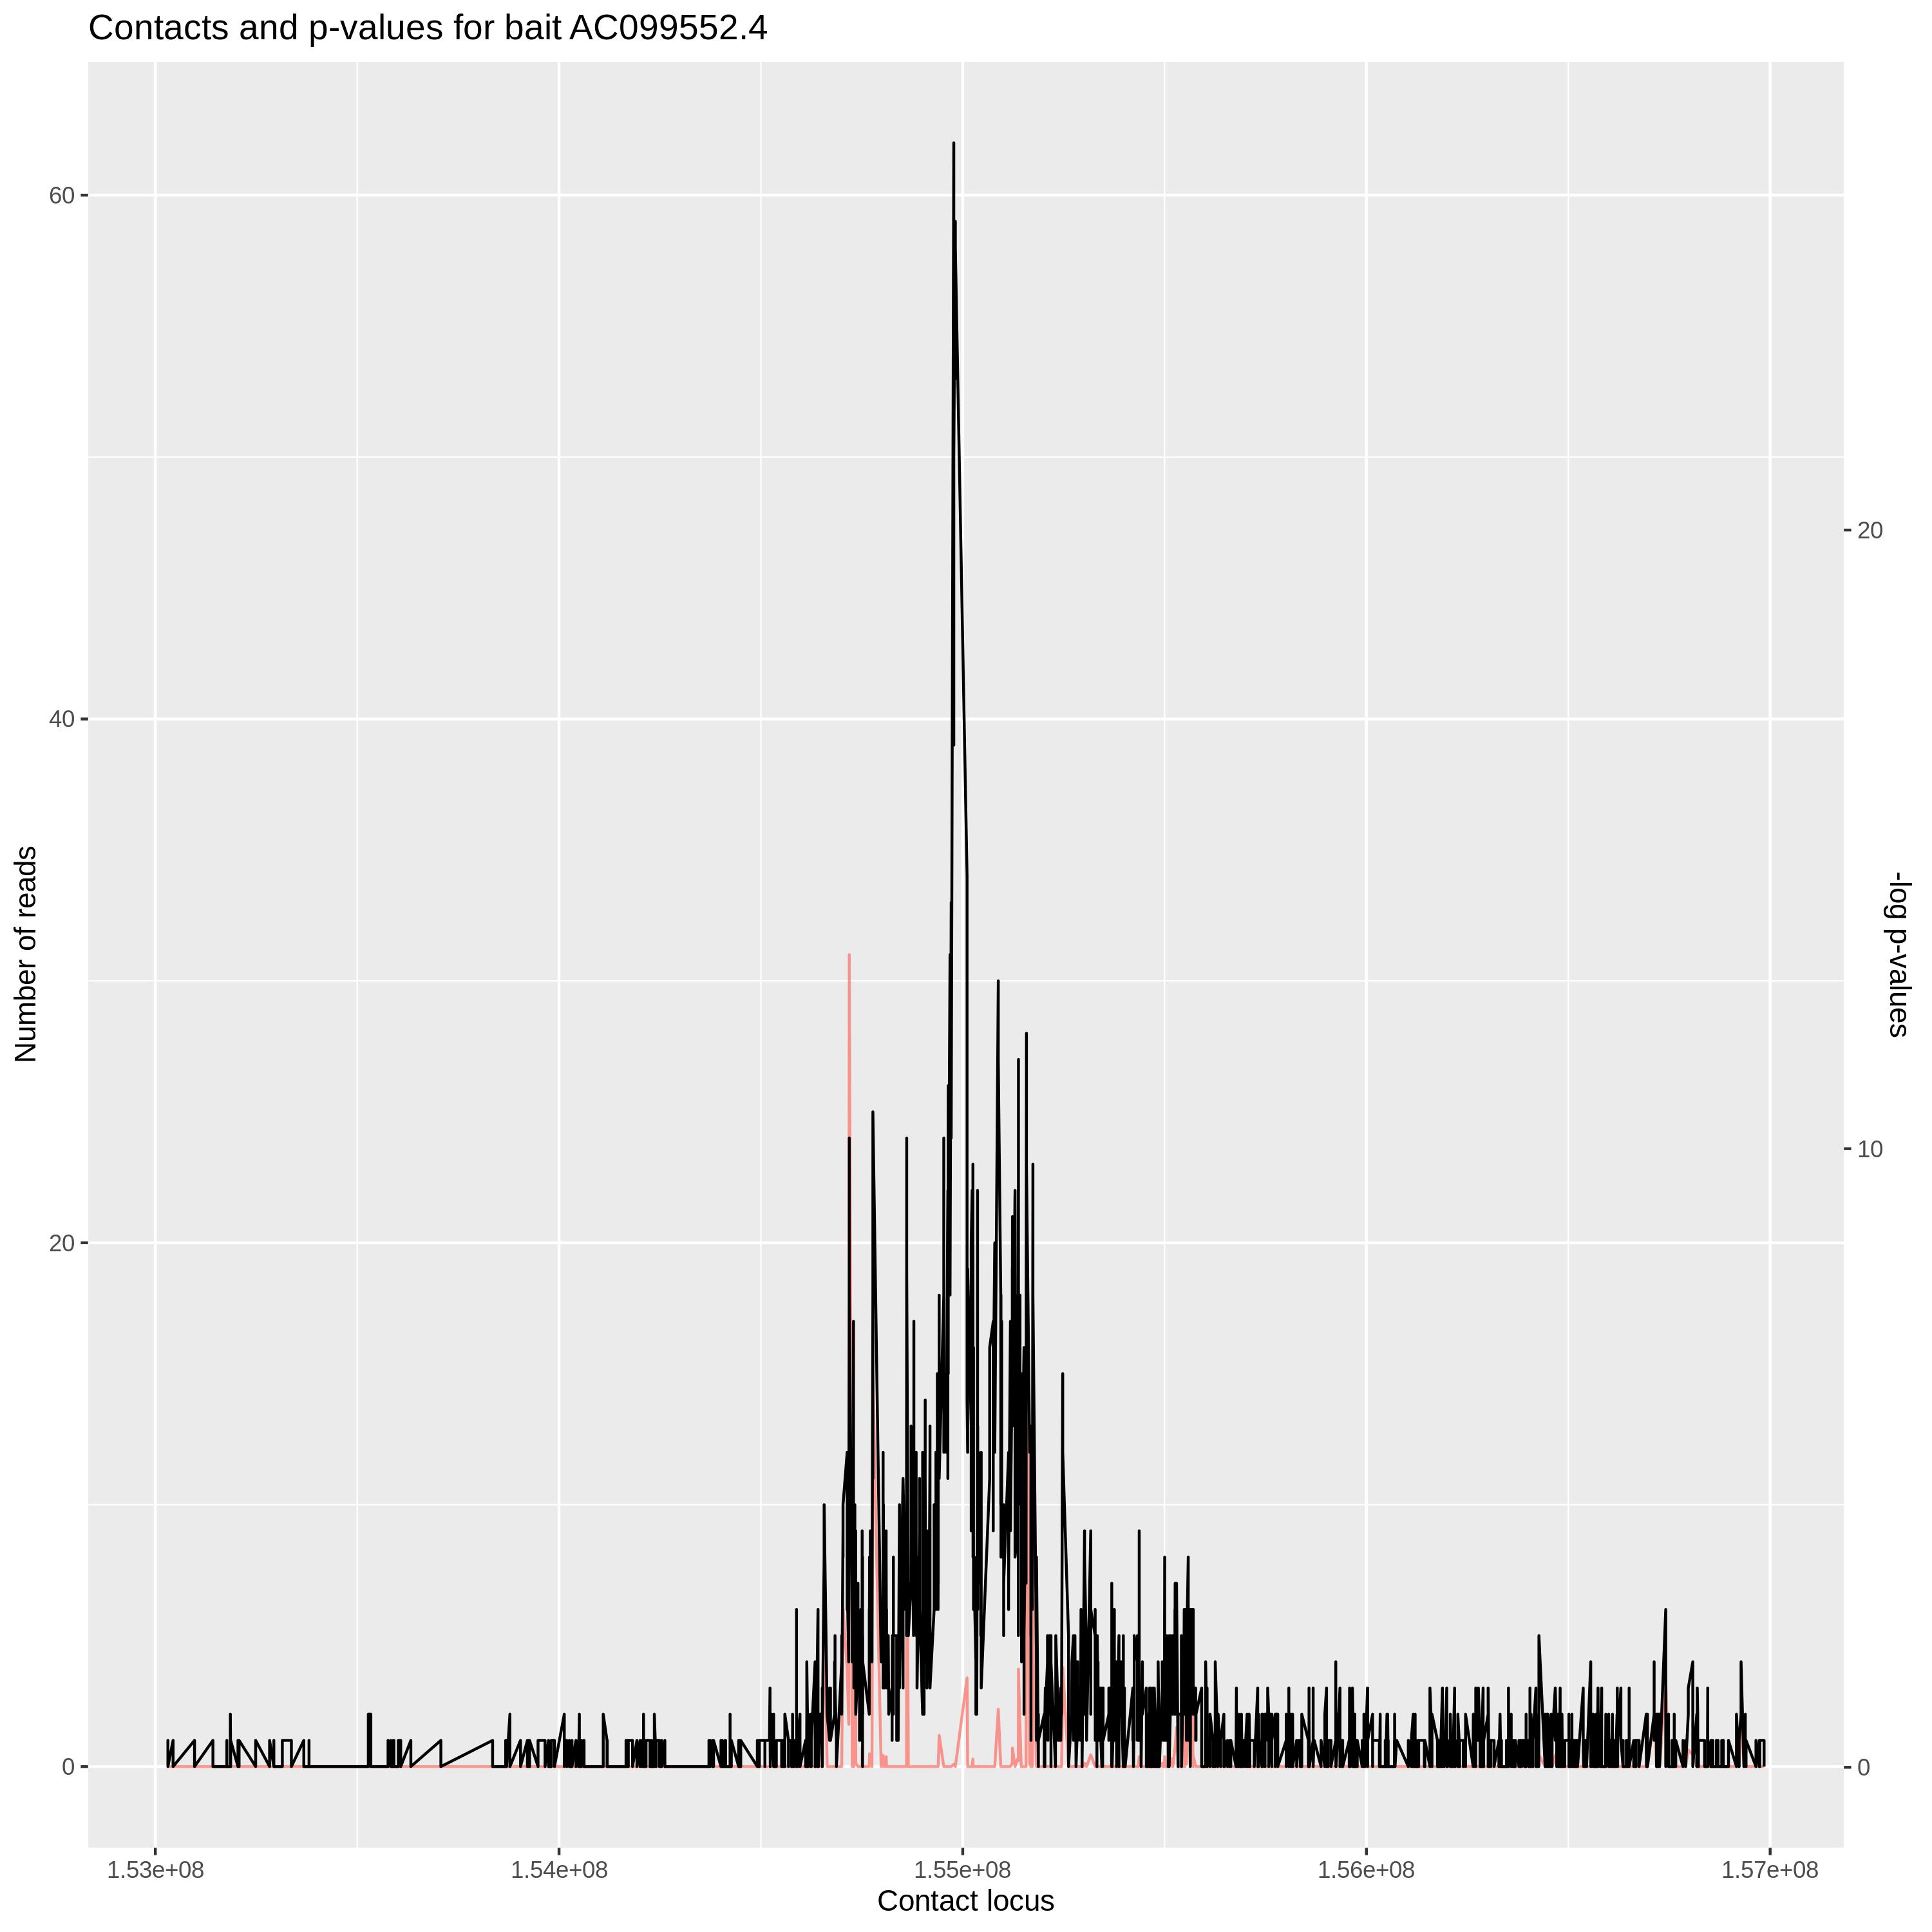 Contacts and p-values for bait AC099552.4
60
40
20
0
Number of reads
20
10
0
-log p-values
1.53e+08
1.54e+08
1.55e+08
1.56e+08
1.57e+08
Contact locus